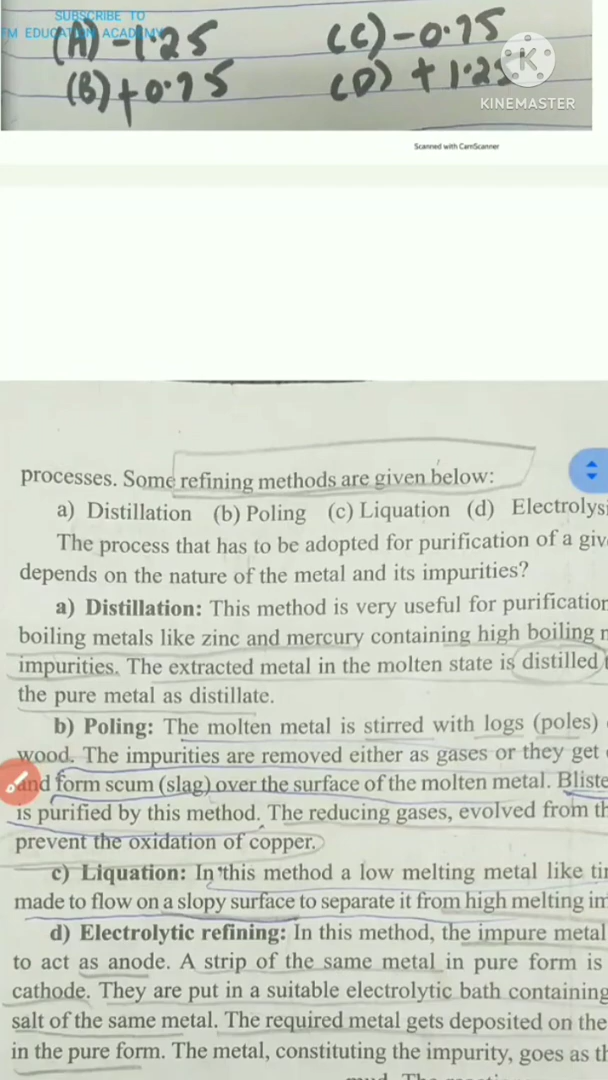 SUBSCRIBE TO
FM EDUCATION ACADEMY
(A) -1.25 (C) -0.75
(B) +0.75 (D) + 1.25
KINEMASTER
Scanned with CamScanner
processes. Some refining methods are given below:
a) Distillation (b) Poling (c) Liquation (d)
The process that has to be adopted for purification of a
depends on the nature of the metal and its impurities?
a) Distillation: This method is very useful for
boiling metals like zinc and mercury containing high boiling
impurities. The extracted metal in the molten state is distilled
the pure metal as distillate.
b) Poling: The molten metal is stirred with logs (poles)
wood. The impurities are removed either as gases or they get
and form scum (slag) over the surface of the molten metal.
is purified by this method. The reducing gases, evolved from
prevent the oxidation of copper.
c) Liquation: In this method a low melting metal like
made to flow on a slopy surface to separate it from high melting
d) Electrolytic refining: In this method, the impure metal
to act as anode. A strip of the same metal in pure form is
cathode. They are put in a suitable electrolytic bath containing
salt of the same metal. The required metal gets deposited on the
in the pure form. The metal, constituting the impurity, goes as